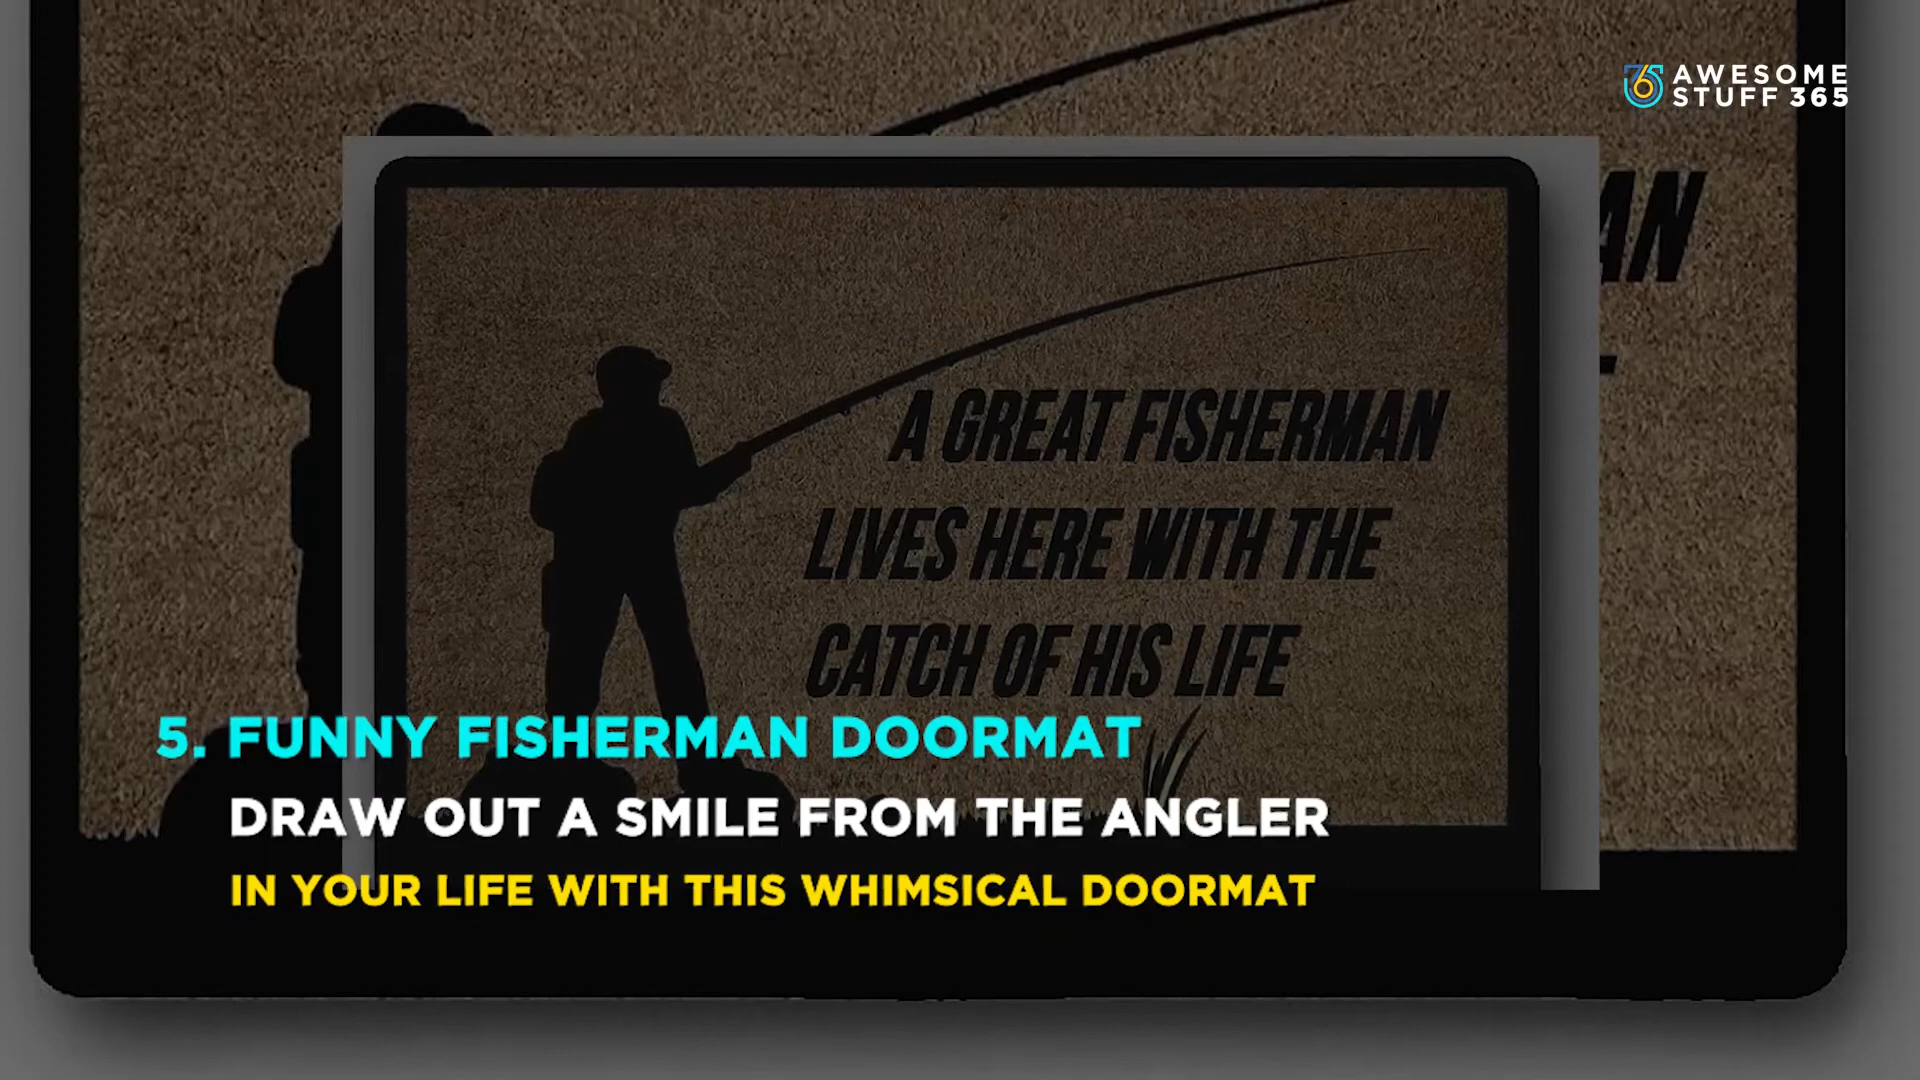 AWESOME
STUFF 365
AN
A GREAT FISHERMAN
LIVES HERE WITH THE
CATCH OF HIS LIFE
5. FUNNY FISHERMAN DOORMAT
DRAW OUT A SMILE FROM THE ANGLER
IN YOUR LIFE WITH THIS WHIMSICAL DOORMAT